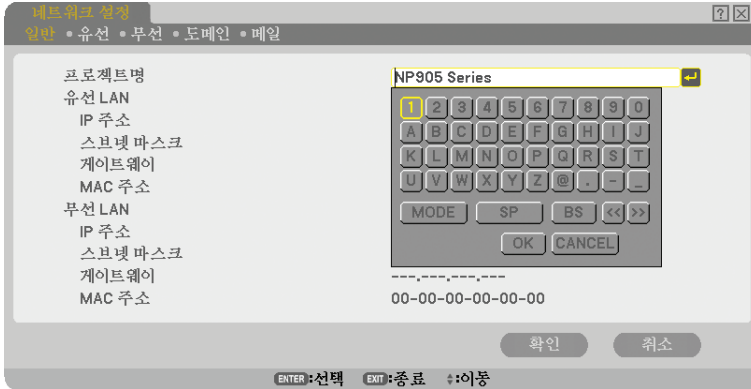 네트워크 설정
일반 • 유선 • 무선 • 도메인 • 메일
프로젝트명 NP905 Series
유선 LAN
IP 주소
스브넷 마스크
게이트웨이
MAC 주소
무선 LAN
IP 주소
스브넷 마스크
게이트웨이 ---.---.---.---
MAC 주소 00-00-00-00-00-00
1 2 3 4 5 6 7 8 9 0
A B C D E F G H I J
K L M N O P Q R S T
U V W X Y Z @ . - _
MODE SP BS << >>
OK CANCEL
확인 취소
ENTER :선택 EXIT :종료 :이동